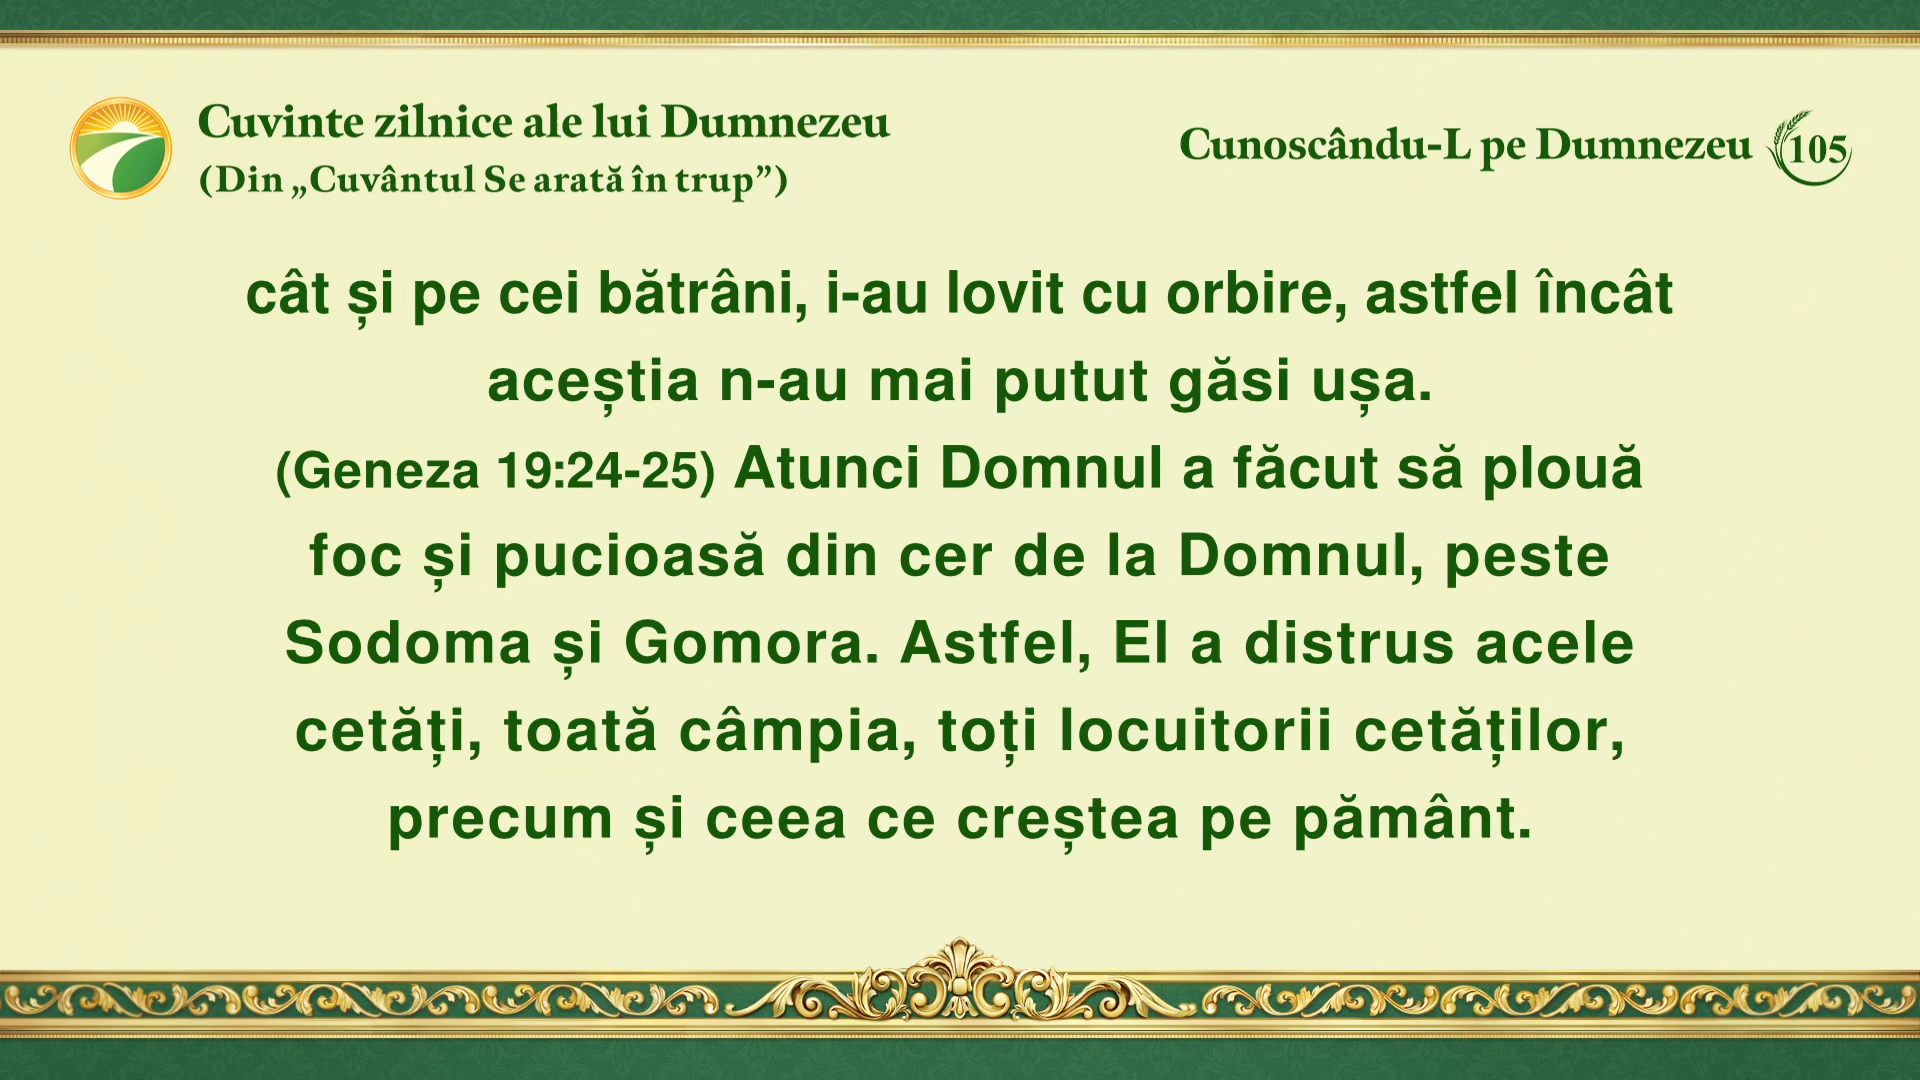 Cuvinte zilnice ale lui Dumnezeu
(Din „Cuvântul Se arată în trup”)
Cunoscându-L pe Dumnezeu 105
cât și pe cei bătrâni, i-au lovit cu orbire, astfel încât
aceștia n-au mai putut găsi ușa.
(Geneza 19:24-25) Atunci Domnul a făcut să plouă
foc și pucioasă din cer de la Domnul, peste
Sodoma și Gomora. Astfel, El a distrus acele
cetăți, toată câmpia, toți locuitorii cetăților,
precum și ceea ce creștea pe pământ.